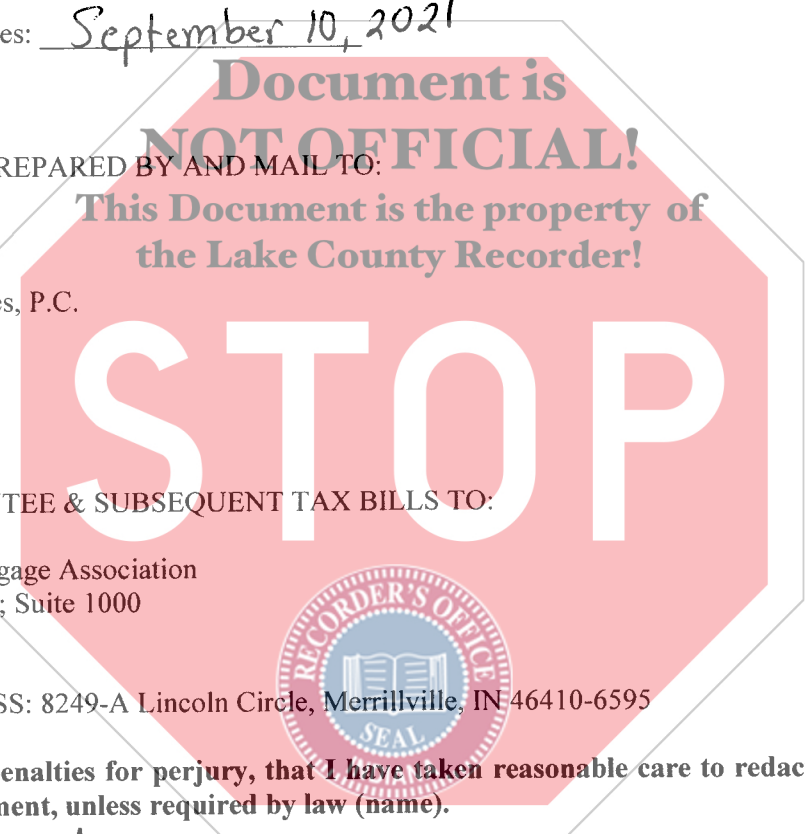 es: September 10, 2021
Document is
NOT OFFICIAL!
REPARED BY AND MAIL TO:
This Document is the property of
the Lake County Recorder!
es, P.C.
STOP
TEE & SUBSEQUENT TAX BILLS TO:
gage Association
; Suite 1000
RECORDER'S OFFICE
SS: 8249-A Lincoln Circle, Merrillville, IN 46410-6595
SEAL
INDIANA
enalties for perjury, that I have taken reasonable care to redac
ment, unless required by law (name).